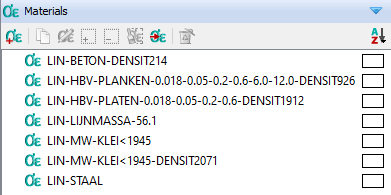 Materials
LIN-BETON-DENSIT214
LIN-HBV-PLANKEN-0.018-0.05-0.2-0.6-6.0-12.0-DENSIT926
LIN-HBV-PLATEN-0.018-0.05-0.2-0.6-DENSIT1912
LIN-LIJNMASSA-56.1
LIN-MW-KLEI<1945
LIN-MW-KLEI<1945-DENSIT2071
LIN-STAAL